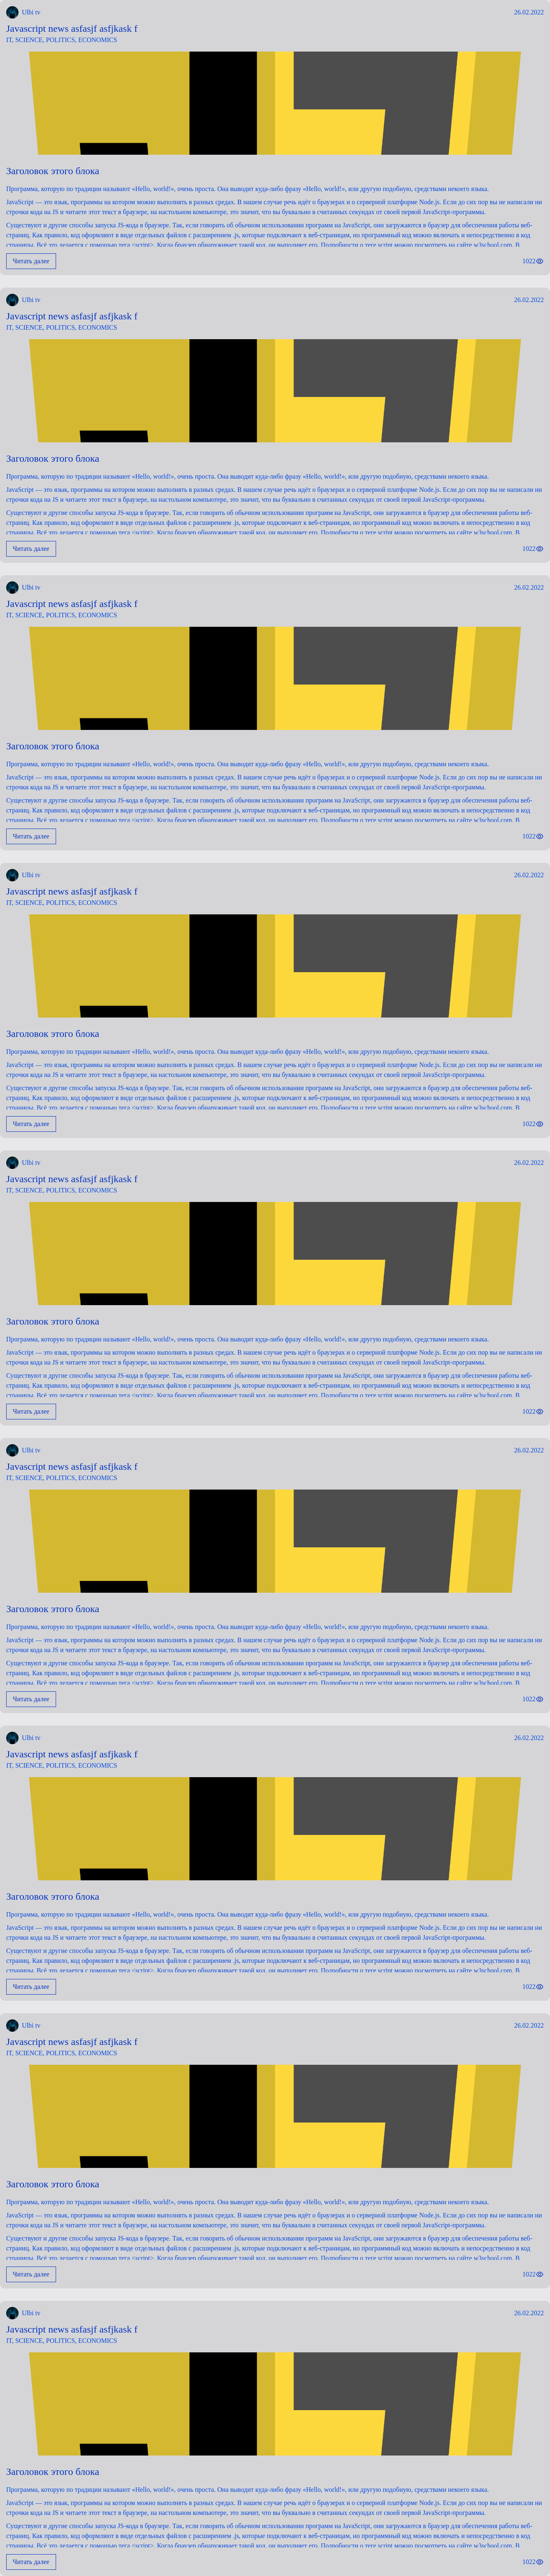 Ulbi tv 26.02.2022
Javascript news asfasjf asfjkask f
IT, SCIENCE, POLITICS, ECONOMICS
Заголовок этого блока
Программа, которую по традиции называют «Hello, world!», очень проста. Она выводит куда-либо фразу «Hello, world!», или другую подобную, средствами некоего языка.
JavaScript — это язык, программы на котором можно выполнять в разных средах. В нашем случае речь идёт о браузерах и о серверной платформе Node.js. Если до сих пор вы не написали ни
строчки кода на JS и читаете этот текст в браузере, на настольном компьютере, это значит, что вы буквально в считанных секундах от своей первой JavaScript-программы.
Существуют и другие способы запуска JS-кода в браузере. Так, если говорить об обычном использовании программ на JavaScript, они загружаются в браузер для обеспечения работы веб-
страниц. Как правило, код оформляют в виде отдельных файлов с расширением .js, которые подключают к веб-страницам, но программный код можно включать и непосредственно в код
страницы. Всё это делается с помощью тега <script>. Когда браузер обнаруживает такой код, он выполняет его. Подробности о теге script можно посмотреть на сайте w3school.com. В
Читать далее 1022
Ulbi tv 26.02.2022
Javascript news asfasjf asfjkask f
IT, SCIENCE, POLITICS, ECONOMICS
Заголовок этого блока
Программа, которую по традиции называют «Hello, world!», очень проста. Она выводит куда-либо фразу «Hello, world!», или другую подобную, средствами некоего языка.
JavaScript — это язык, программы на котором можно выполнять в разных средах. В нашем случае речь идёт о браузерах и о серверной платформе Node.js. Если до сих пор вы не написали ни
строчки кода на JS и читаете этот текст в браузере, на настольном компьютере, это значит, что вы буквально в считанных секундах от своей первой JavaScript-программы.
Существуют и другие способы запуска JS-кода в браузере. Так, если говорить об обычном использовании программ на JavaScript, они загружаются в браузер для обеспечения работы веб-
страниц. Как правило, код оформляют в виде отдельных файлов с расширением .js, которые подключают к веб-страницам, но программный код можно включать и непосредственно в код
страницы. Всё это делается с помощью тега <script>. Когда браузер обнаруживает такой код, он выполняет его. Подробности о теге script можно посмотреть на сайте w3school.com. В
Читать далее 1022
Ulbi tv 26.02.2022
Javascript news asfasjf asfjkask f
IT, SCIENCE, POLITICS, ECONOMICS
Заголовок этого блока
Программа, которую по традиции называют «Hello, world!», очень проста. Она выводит куда-либо фразу «Hello, world!», или другую подобную, средствами некоего языка.
JavaScript — это язык, программы на котором можно выполнять в разных средах. В нашем случае речь идёт о браузерах и о серверной платформе Node.js. Если до сих пор вы не написали ни
строчки кода на JS и читаете этот текст в браузере, на настольном компьютере, это значит, что вы буквально в считанных секундах от своей первой JavaScript-программы.
Существуют и другие способы запуска JS-кода в браузере. Так, если говорить об обычном использовании программ на JavaScript, они загружаются в браузер для обеспечения работы веб-
страниц. Как правило, код оформляют в виде отдельных файлов с расширением .js, которые подключают к веб-страницам, но программный код можно включать и непосредственно в код
страницы. Всё это делается с помощью тега <script>. Когда браузер обнаруживает такой код, он выполняет его. Подробности о теге script можно посмотреть на сайте w3school.com. В
Читать далее 1022
Ulbi tv 26.02.2022
Javascript news asfasjf asfjkask f
IT, SCIENCE, POLITICS, ECONOMICS
Заголовок этого блока
Программа, которую по традиции называют «Hello, world!», очень проста. Она выводит куда-либо фразу «Hello, world!», или другую подобную, средствами некоего языка.
JavaScript — это язык, программы на котором можно выполнять в разных средах. В нашем случае речь идёт о браузерах и о серверной платформе Node.js. Если до сих пор вы не написали ни
строчки кода на JS и читаете этот текст в браузере, на настольном компьютере, это значит, что вы буквально в считанных секундах от своей первой JavaScript-программы.
Существуют и другие способы запуска JS-кода в браузере. Так, если говорить об обычном использовании программ на JavaScript, они загружаются в браузер для обеспечения работы веб-
страниц. Как правило, код оформляют в виде отдельных файлов с расширением .js, которые подключают к веб-страницам, но программный код можно включать и непосредственно в код
страницы. Всё это делается с помощью тега <script>. Когда браузер обнаруживает такой код, он выполняет его. Подробности о теге script можно посмотреть на сайте w3school.com. В
Читать далее 1022
Ulbi tv 26.02.2022
Javascript news asfasjf asfjkask f
IT, SCIENCE, POLITICS, ECONOMICS
Заголовок этого блока
Программа, которую по традиции называют «Hello, world!», очень проста. Она выводит куда-либо фразу «Hello, world!», или другую подобную, средствами некоего языка.
JavaScript — это язык, программы на котором можно выполнять в разных средах. В нашем случае речь идёт о браузерах и о серверной платформе Node.js. Если до сих пор вы не написали ни
строчки кода на JS и читаете этот текст в браузере, на настольном компьютере, это значит, что вы буквально в считанных секундах от своей первой JavaScript-программы.
Существуют и другие способы запуска JS-кода в браузере. Так, если говорить об обычном использовании программ на JavaScript, они загружаются в браузер для обеспечения работы веб-
страниц. Как правило, код оформляют в виде отдельных файлов с расширением .js, которые подключают к веб-страницам, но программный код можно включать и непосредственно в код
страницы. Всё это делается с помощью тега <script>. Когда браузер обнаруживает такой код, он выполняет его. Подробности о теге script можно посмотреть на сайте w3school.com. В
Читать далее 1022
Ulbi tv 26.02.2022
Javascript news asfasjf asfjkask f
IT, SCIENCE, POLITICS, ECONOMICS
Заголовок этого блока
Программа, которую по традиции называют «Hello, world!», очень проста. Она выводит куда-либо фразу «Hello, world!», или другую подобную, средствами некоего языка.
JavaScript — это язык, программы на котором можно выполнять в разных средах. В нашем случае речь идёт о браузерах и о серверной платформе Node.js. Если до сих пор вы не написали ни
строчки кода на JS и читаете этот текст в браузере, на настольном компьютере, это значит, что вы буквально в считанных секундах от своей первой JavaScript-программы.
Существуют и другие способы запуска JS-кода в браузере. Так, если говорить об обычном использовании программ на JavaScript, они загружаются в браузер для обеспечения работы веб-
страниц. Как правило, код оформляют в виде отдельных файлов с расширением .js, которые подключают к веб-страницам, но программный код можно включать и непосредственно в код
страницы. Всё это делается с помощью тега <script>. Когда браузер обнаруживает такой код, он выполняет его. Подробности о теге script можно посмотреть на сайте w3school.com. В
Читать далее 1022
Ulbi tv 26.02.2022
Javascript news asfasjf asfjkask f
IT, SCIENCE, POLITICS, ECONOMICS
Заголовок этого блока
Программа, которую по традиции называют «Hello, world!», очень проста. Она выводит куда-либо фразу «Hello, world!», или другую подобную, средствами некоего языка.
JavaScript — это язык, программы на котором можно выполнять в разных средах. В нашем случае речь идёт о браузерах и о серверной платформе Node.js. Если до сих пор вы не написали ни
строчки кода на JS и читаете этот текст в браузере, на настольном компьютере, это значит, что вы буквально в считанных секундах от своей первой JavaScript-программы.
Существуют и другие способы запуска JS-кода в браузере. Так, если говорить об обычном использовании программ на JavaScript, они загружаются в браузер для обеспечения работы веб-
страниц. Как правило, код оформляют в виде отдельных файлов с расширением .js, которые подключают к веб-страницам, но программный код можно включать и непосредственно в код
страницы. Всё это делается с помощью тега <script>. Когда браузер обнаруживает такой код, он выполняет его. Подробности о теге script можно посмотреть на сайте w3school.com. В
Читать далее 1022
Ulbi tv 26.02.2022
Javascript news asfasjf asfjkask f
IT, SCIENCE, POLITICS, ECONOMICS
Заголовок этого блока
Программа, которую по традиции называют «Hello, world!», очень проста. Она выводит куда-либо фразу «Hello, world!», или другую подобную, средствами некоего языка.
JavaScript — это язык, программы на котором можно выполнять в разных средах. В нашем случае речь идёт о браузерах и о серверной платформе Node.js. Если до сих пор вы не написали ни
строчки кода на JS и читаете этот текст в браузере, на настольном компьютере, это значит, что вы буквально в считанных секундах от своей первой JavaScript-программы.
Существуют и другие способы запуска JS-кода в браузере. Так, если говорить об обычном использовании программ на JavaScript, они загружаются в браузер для обеспечения работы веб-
страниц. Как правило, код оформляют в виде отдельных файлов с расширением .js, которые подключают к веб-страницам, но программный код можно включать и непосредственно в код
страницы. Всё это делается с помощью тега <script>. Когда браузер обнаруживает такой код, он выполняет его. Подробности о теге script можно посмотреть на сайте w3school.com. В
Читать далее 1022
Ulbi tv 26.02.2022
Javascript news asfasjf asfjkask f
IT, SCIENCE, POLITICS, ECONOMICS
Заголовок этого блока
Программа, которую по традиции называют «Hello, world!», очень проста. Она выводит куда-либо фразу «Hello, world!», или другую подобную, средствами некоего языка.
JavaScript — это язык, программы на котором можно выполнять в разных средах. В нашем случае речь идёт о браузерах и о серверной платформе Node.js. Если до сих пор вы не написали ни
строчки кода на JS и читаете этот текст в браузере, на настольном компьютере, это значит, что вы буквально в считанных секундах от своей первой JavaScript-программы.
Существуют и другие способы запуска JS-кода в браузере. Так, если говорить об обычном использовании программ на JavaScript, они загружаются в браузер для обеспечения работы веб-
страниц. Как правило, код оформляют в виде отдельных файлов с расширением .js, которые подключают к веб-страницам, но программный код можно включать и непосредственно в код
страницы. Всё это делается с помощью тега <script>. Когда браузер обнаруживает такой код, он выполняет его. Подробности о теге script можно посмотреть на сайте w3school.com. В
Читать далее 1022